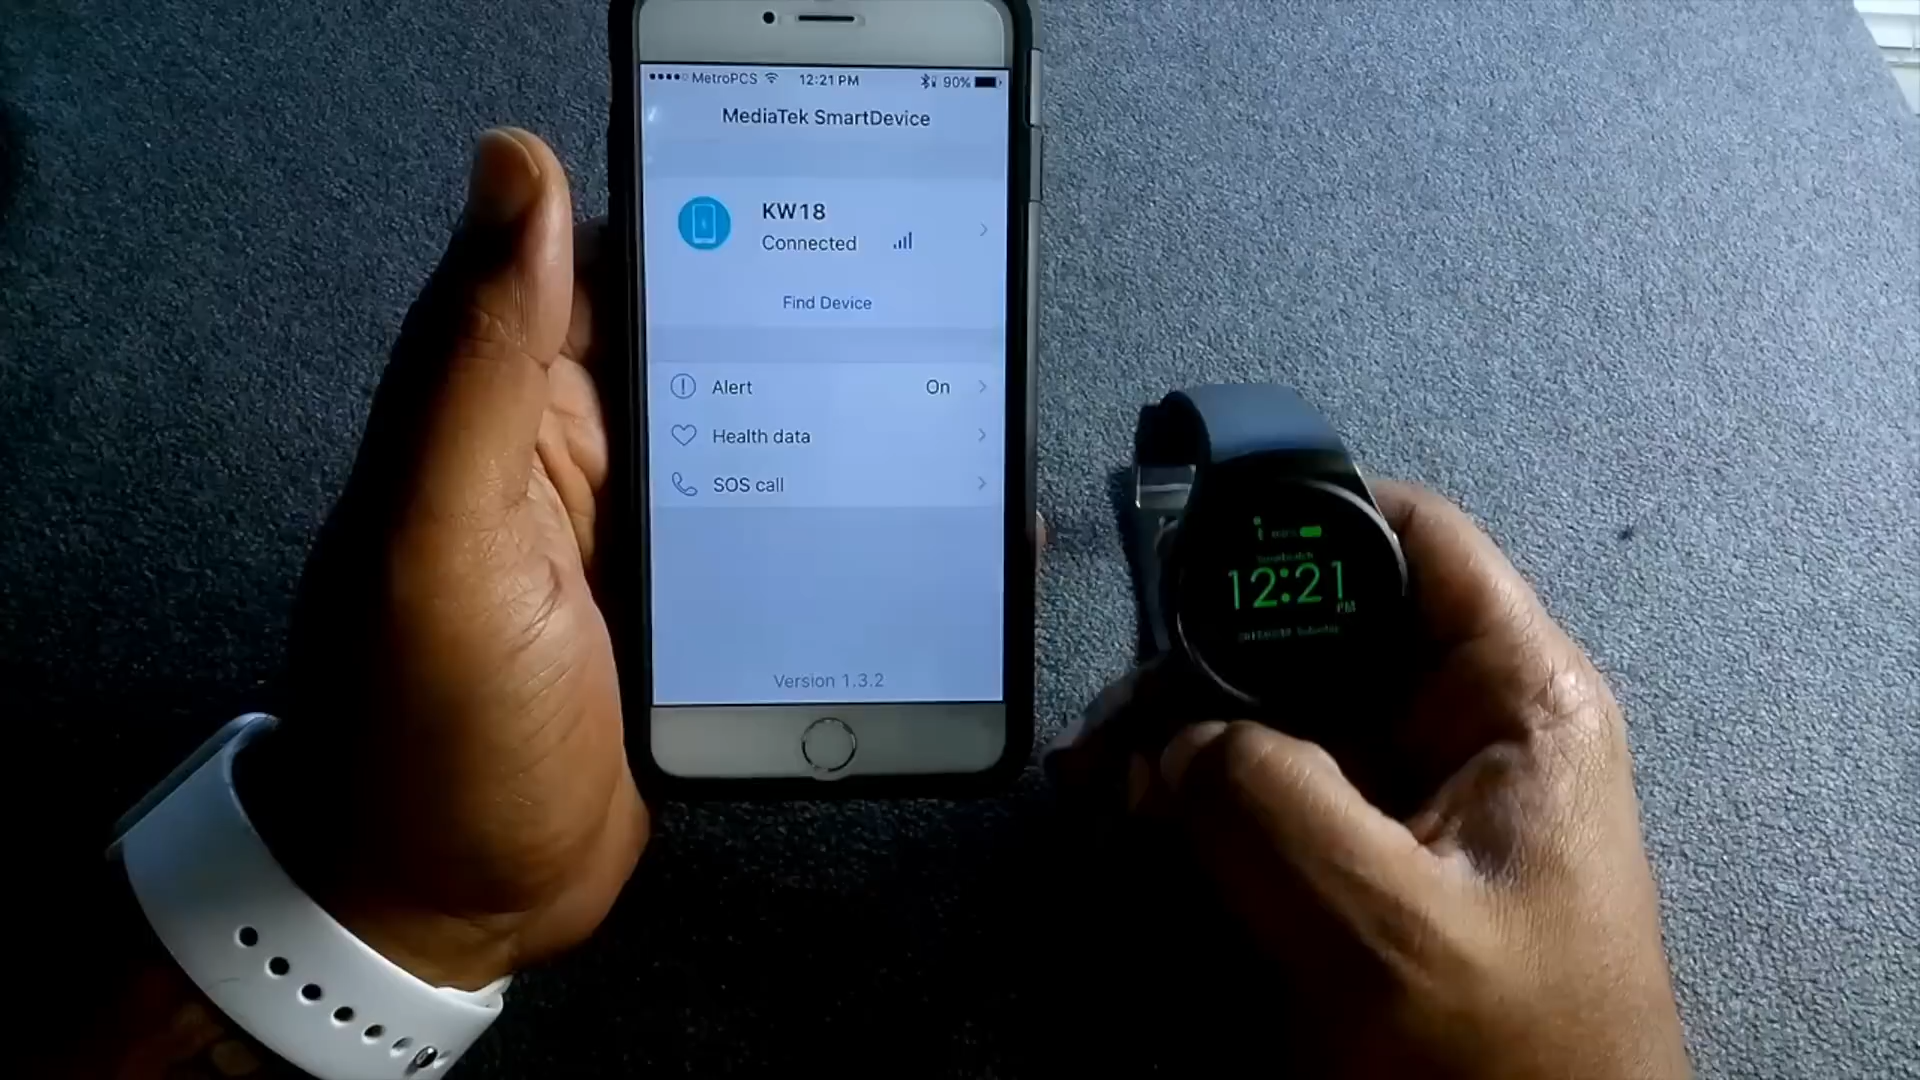 MetroPCS 12:21 PM 90%
MediaTek SmartDevice
KW18
Connected
Find Device
Alert On
Health data
SOS call
Version 1.3.2
12:21
PM